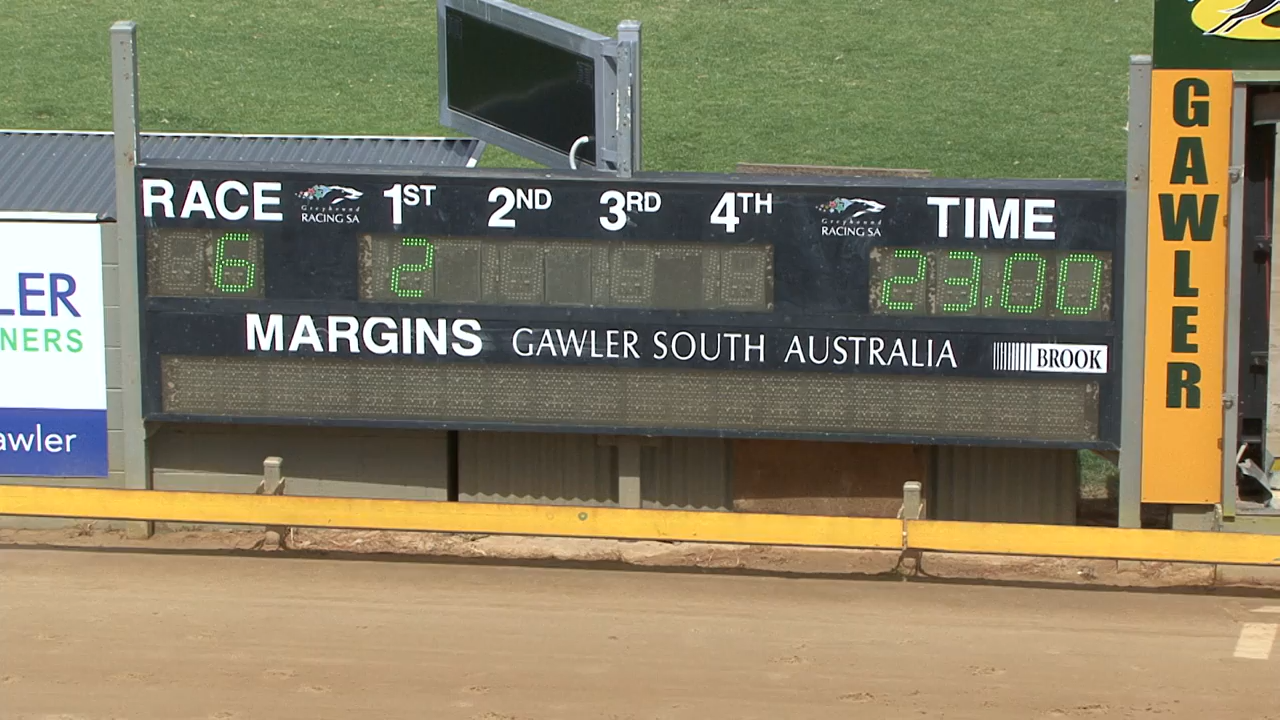 RACE
Greyhound
RACING SA
1ST
2ND
3RD
4TH
Greyhound
RACING SA
TIME
6
2
23.00
MARGINS
GAWLER SOUTH AUSTRALIA
BROOK
GAWLER
LER
NERS
awler